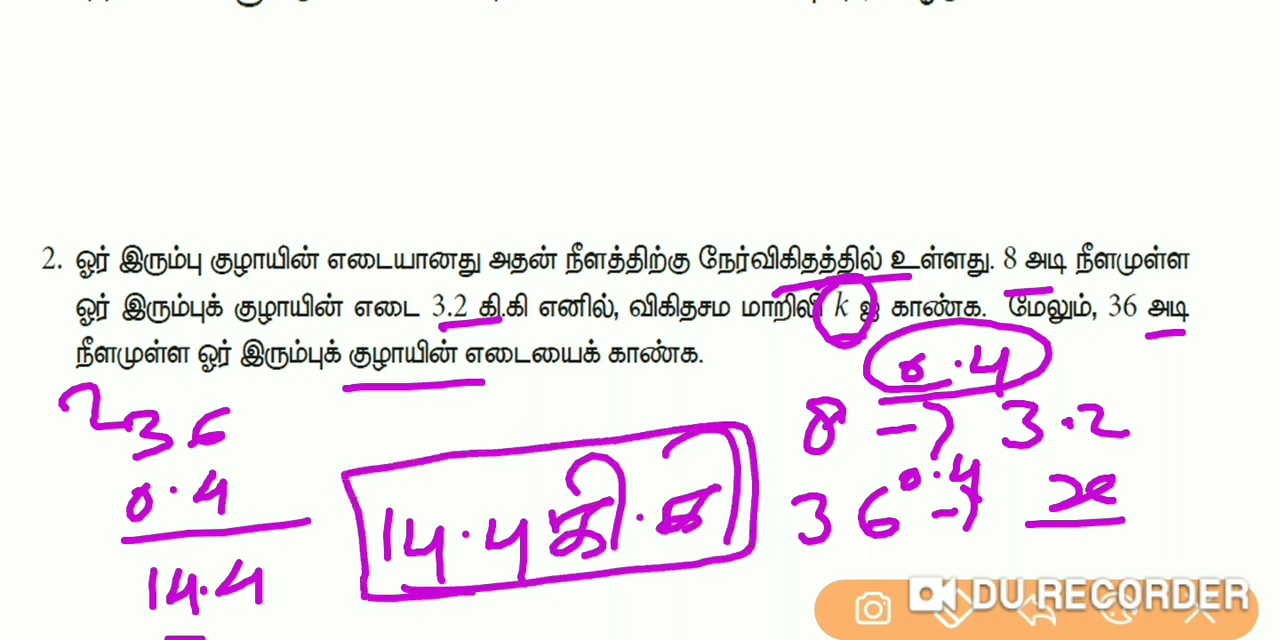 2. ஓர் இரும்பு குழாயின் எடையானது அதன் நீளத்திற்கு நேர்விகிதத்தில் உள்ளது. 8 அடி நீளமுள்ள
ஓர் இரும்புக் குழாயின் எடை 3.2 கி.கி எனில், விகிதசம மாறிலி k ஐ காண்க. மேலும், 36 அடி
நீளமுள்ள ஓர் இரும்புக் குழாயின் எடையைக் காண்க.
0.4
8 → 3.2
36 0.4 → x
2
36
0.4
14.4
14.4 கி.கி
DU RECORDER